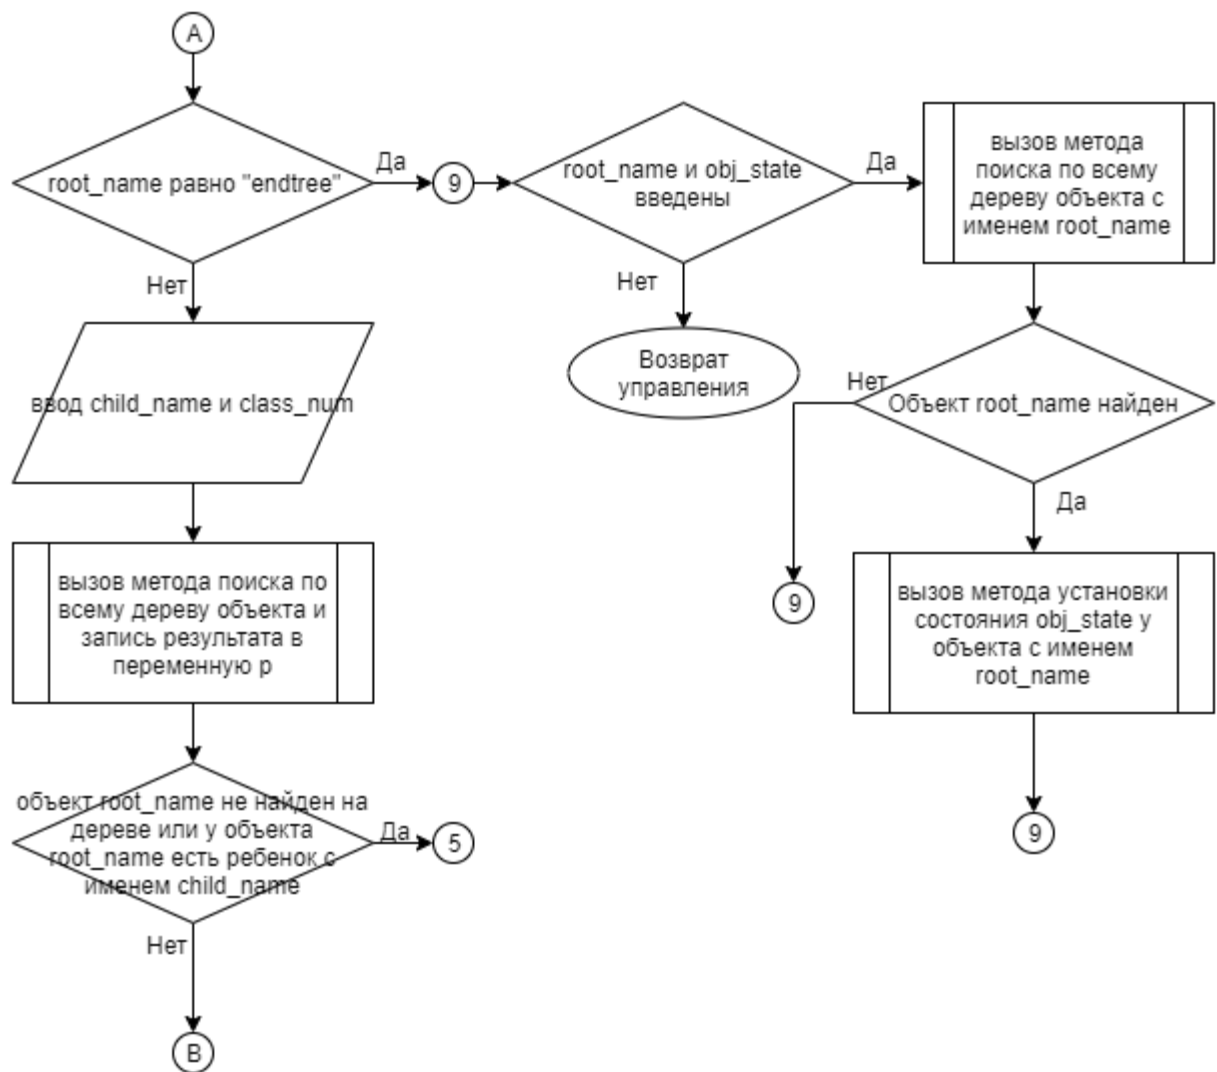 A
root_name равно "endtree"
Да
9
root_name и obj_state
введены
Да
вызов метода
поиска по всему
дереву объекта с
именем root_name
Нет
Нет
ввод child_name и class_num
Возврат
управления
Нет
Объект root_name найден
Да
9
вызов метода поиска по
всему дереву объекта и
запись результата в
переменную p
вызов метода установки
состояния obj_state у
объекта с именем
root_name
объект root_name не найден на
дереве или у объекта
root_name есть ребенок с
именем child_name
Да
5
9
Нет
B